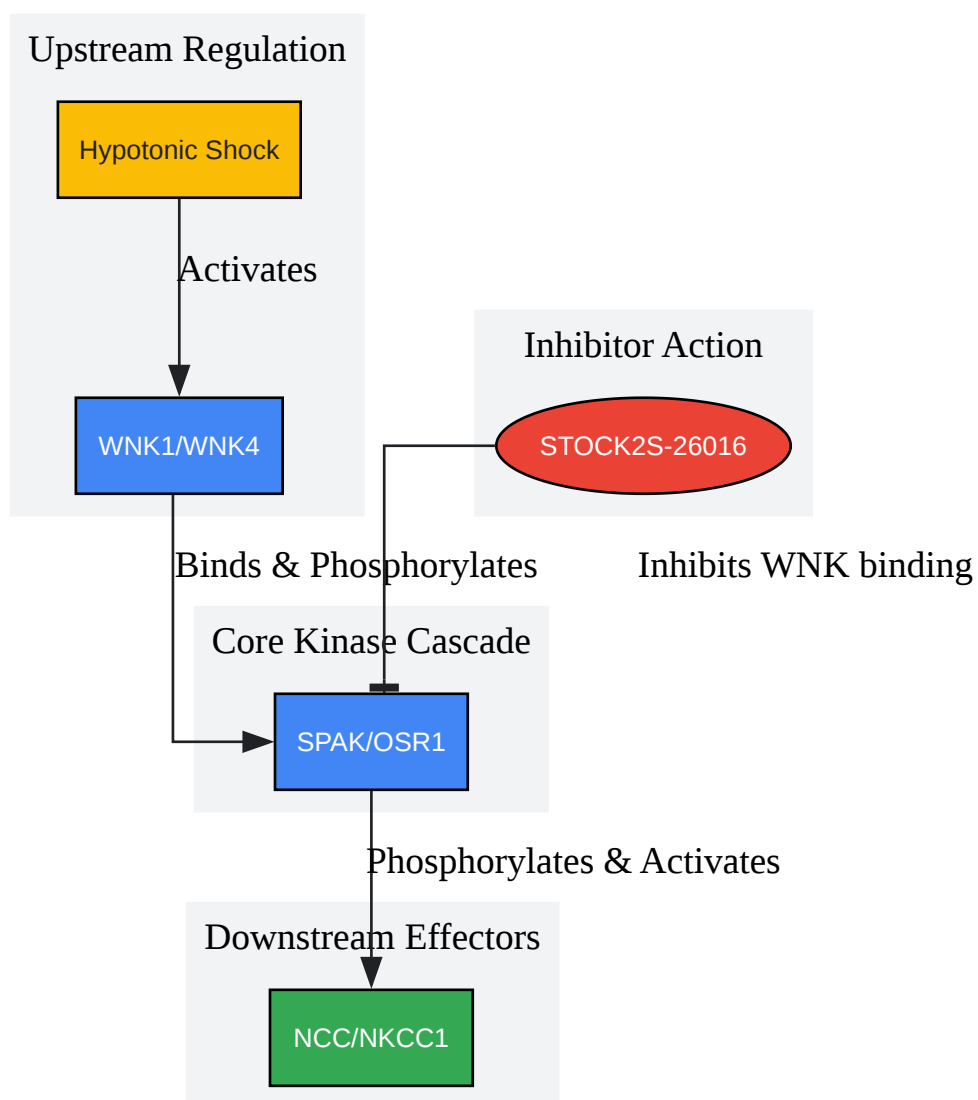 Upstream Regulation
Hypotonic Shock
Activates
Inhibitor Action
WNK1/WNK4
STOCK2S-26016
Binds & Phosphorylates
Inhibits WNK binding
Core Kinase Cascade
SPAK/OSR1
Phosphorylates & Activates
Downstream Effectors
NCC/NKCC1